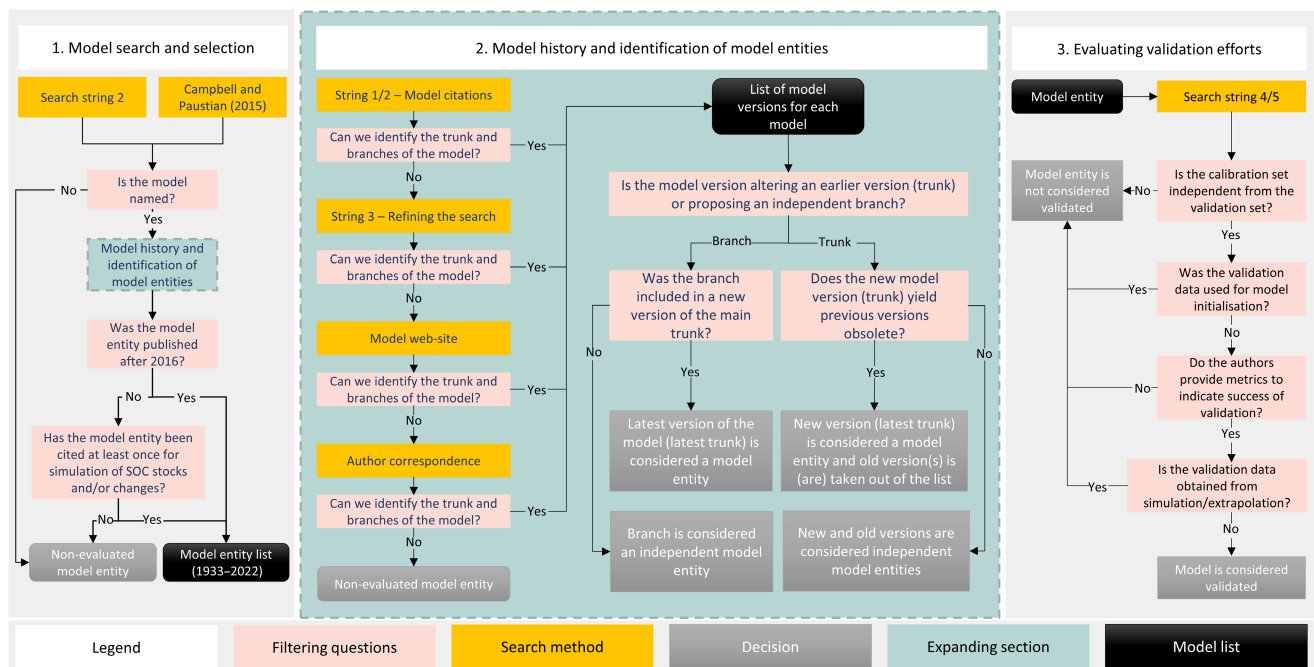 1. Model search and selection
Search string 2
Campbell and
Paustian (2015)
Is the model
named?
No
Yes
Model history and
identification of
model entities
Was the model
entity published
after 2016?
No
Yes
Has the model entity been
cited at least once for
simulation of SOC stocks
and/or changes?
No
Yes
Non-evaluated
model entity
Model entity list
(1933–2022)
2. Model history and identification of model entities
String 1/2 – Model citations
Can we identify the trunk and
branches of the model?
Yes
No
String 3 – Refining the search
Can we identify the trunk and
branches of the model?
Yes
No
Model web-site
Can we identify the trunk and
branches of the model?
Yes
No
Author correspondence
Can we identify the trunk and
branches of the model?
Yes
No
Non-evaluated model entity
List of model
versions for each
model
Is the model version altering an earlier version (trunk)
or proposing an independent branch?
Branch
Trunk
Was the branch
included in a new
version of the main
trunk?
Does the new model
version (trunk) yield
previous versions
obsolete?
No
Yes
Yes
No
Latest version of the
model (latest trunk) is
considered a model
entity
New version (latest trunk)
is considered a model
entity and old version(s) is
(are) taken out of the list
Branch is considered
an independent model
entity
New and old versions are
considered independent
model entities
3. Evaluating validation efforts
Model entity
Search string 4/5
Model entity is
not considered
validated
No
Is the calibration set
independent from the
validation set?
Yes
Was the validation
data used for model
initialisation?
Yes
No
Do the authors
provide metrics to
indicate success of
validation?
No
Yes
Is the validation data
obtained from
simulation/extrapolation?
Yes
No
Model is considered
validated
Legend
Filtering questions
Search method
Decision
Expanding section
Model list